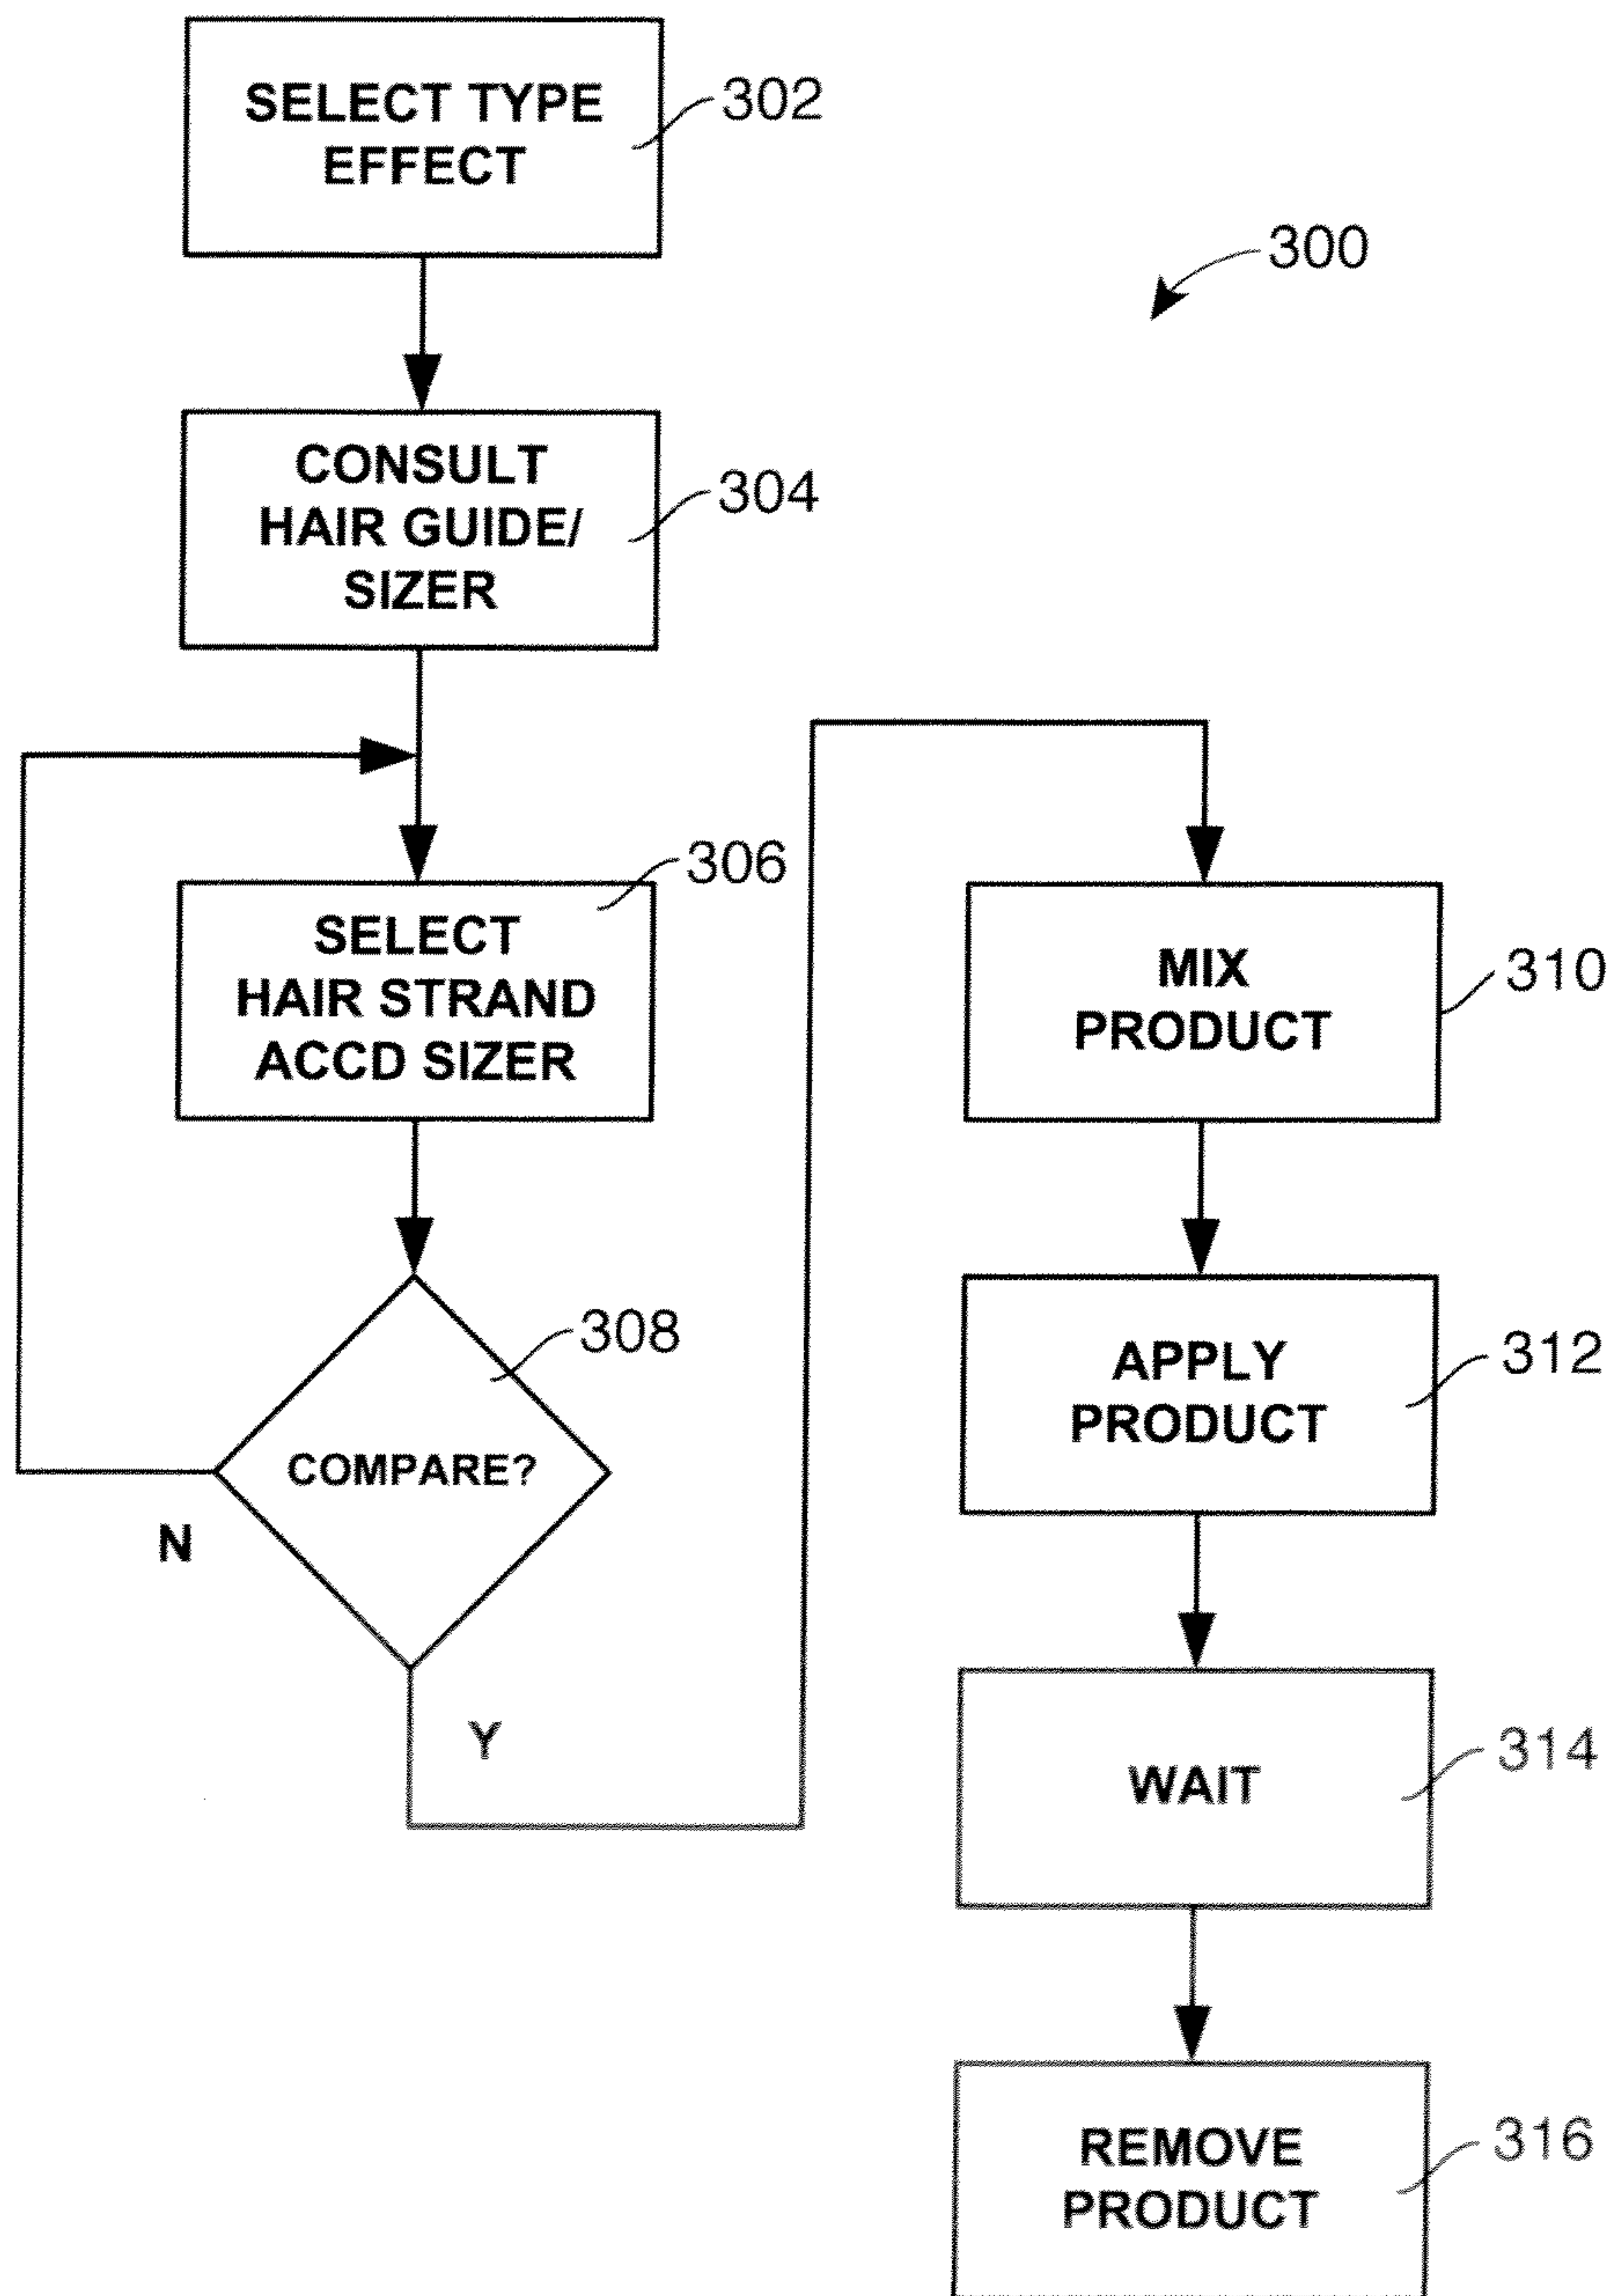 SELECT TYPE
EFFECT
302
300
CONSULT
HAIR GUIDE/
SIZER
304
306
SELECT
HAIR STRAND
ACCD SIZER
308
COMPARE?
N
Y
MIX
PRODUCT
310
APPLY
PRODUCT
312
WAIT
314
REMOVE
PRODUCT
316